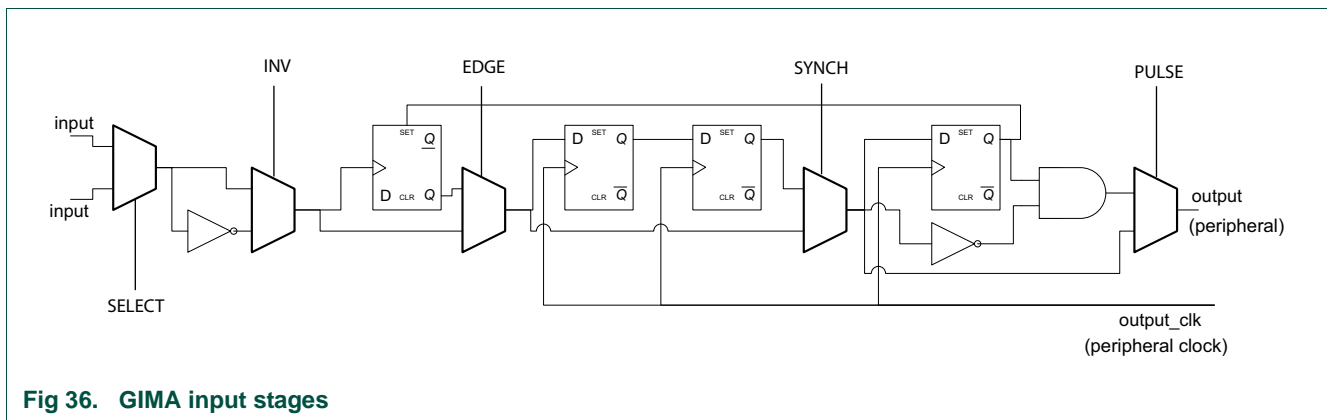 INV
EDGE
SYNCH
PULSE
input
input
SELECT
SET
Q
Q
D
CLR
Q
D
SET
Q
CLR
Q
D
SET
Q
CLR
Q
D
SET
Q
CLR
Q
output
(peripheral)
output_clk
(peripheral clock)
Fig 36. GIMA input stages